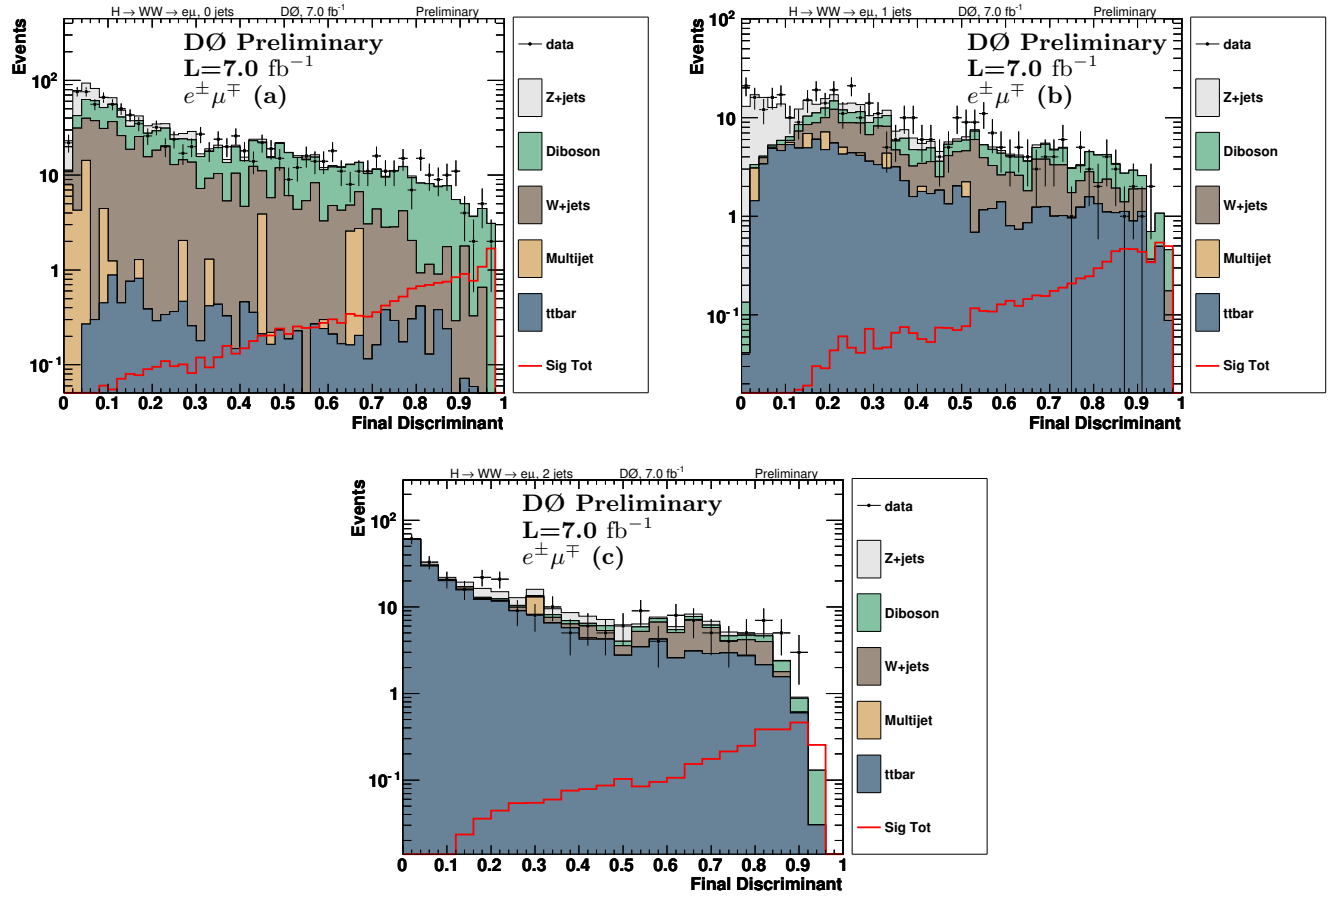 H → WW → eμ, 0 jets DØ, 7.0 fb⁻¹ Preliminary
Events
DØ Preliminary
L=7.0 fb⁻¹
e±μ∓ (a)
10²
10
1
10⁻¹
0 0.1 0.2 0.3 0.4 0.5 0.6 0.7 0.8 0.9 1
Final Discriminant
data
Z+jets
Diboson
W+jets
Multijet
ttbar
Sig Tot
H → WW → eμ, 1 jets DØ, 7.0 fb⁻¹ Preliminary
Events
DØ Preliminary
L=7.0 fb⁻¹
e±μ∓ (b)
10²
10
1
10⁻¹
0 0.1 0.2 0.3 0.4 0.5 0.6 0.7 0.8 0.9 1
Final Discriminant
data
Z+jets
Diboson
W+jets
Multijet
ttbar
Sig Tot
H → WW → eμ, 2 jets DØ, 7.0 fb⁻¹ Preliminary
Events
DØ Preliminary
L=7.0 fb⁻¹
e±μ∓ (c)
10²
10
1
10⁻¹
0 0.1 0.2 0.3 0.4 0.5 0.6 0.7 0.8 0.9 1
Final Discriminant
data
Z+jets
Diboson
W+jets
Multijet
ttbar
Sig Tot